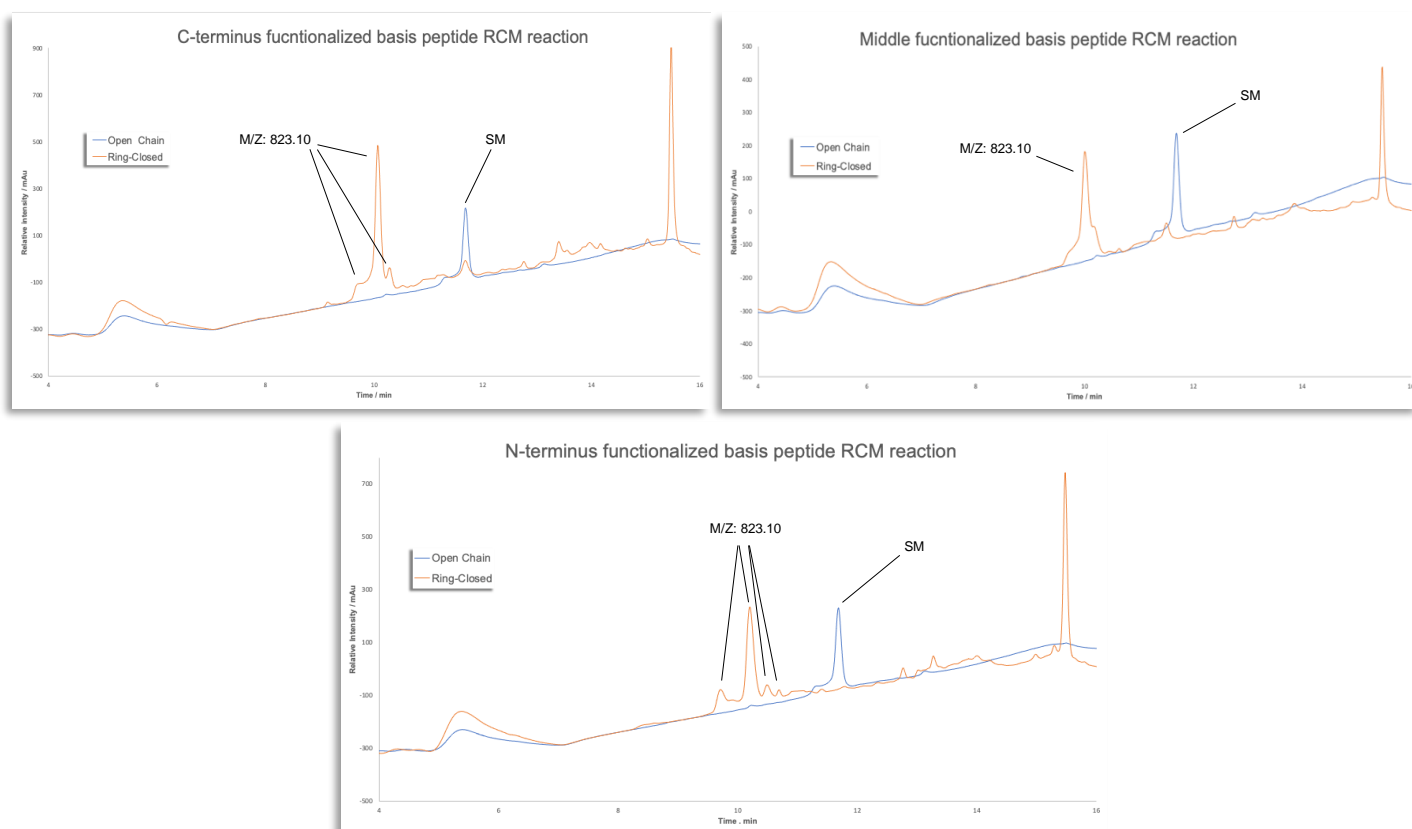 C-terminus fucntionalized basis peptide RCM reaction
900
700
500
300
100
-100
-300
-500
Relative Intensity / mAu
Open Chain
Ring-Closed
M/Z: 823.10
SM
4
6
8
10
12
14
16
Time / min
Middle fucntionalized basis peptide RCM reaction
500
400
300
200
100
0
-100
-200
-300
-400
-500
Relative Intensity / mAu
Open Chain
Ring-Closed
M/Z: 823.10
SM
4
6
8
10
12
14
16
Time / min
N-terminus functionalized basis peptide RCM reaction
700
500
300
100
-100
-300
-500
Relative Intensity / mAu
Open Chain
Ring-Closed
M/Z: 823.10
SM
4
6
8
10
12
14
16
Time . min